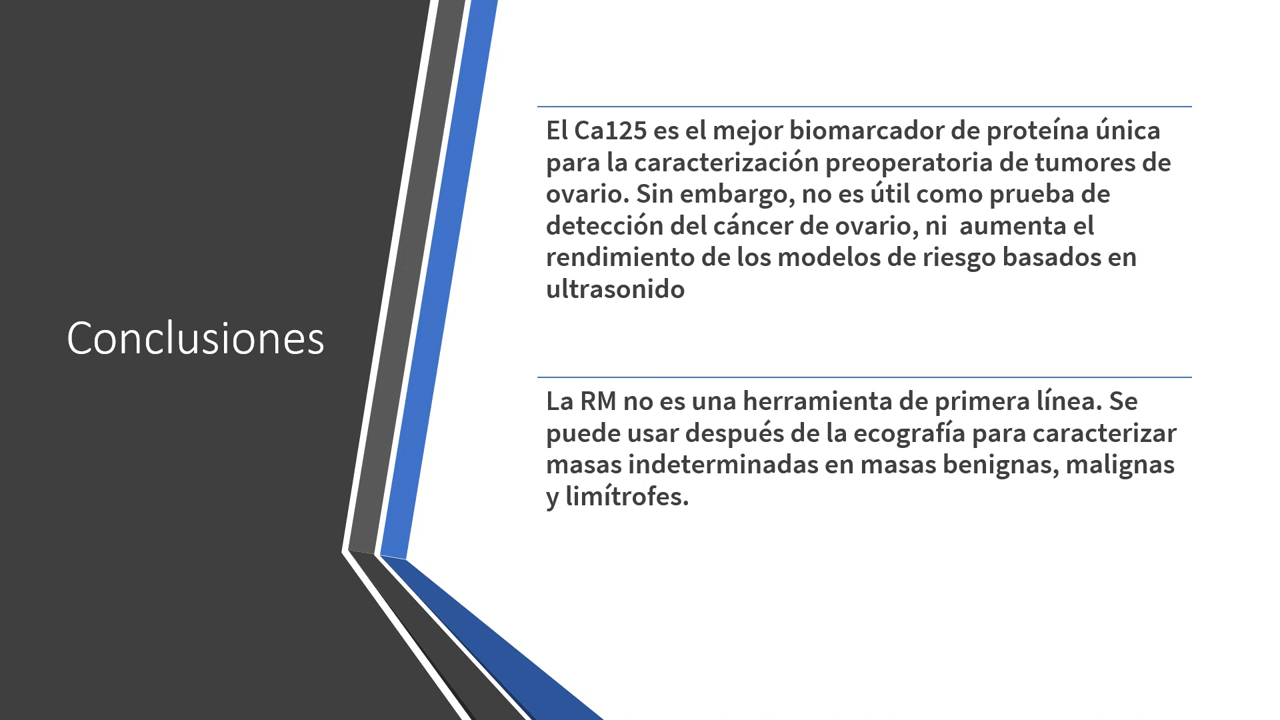 Conclusiones
El Ca125 es el mejor biomarcador de proteína única
para la caracterización preoperatoria de tumores de
ovario. Sin embargo, no es útil como prueba de
detección del cáncer de ovario, ni  aumenta el
rendimiento de los modelos de riesgo basados en
ultrasonido
La RM no es una herramienta de primera línea. Se
puede usar después de la ecografía para caracterizar
masas indeterminadas en masas benignas, malignas
y limítrofes.